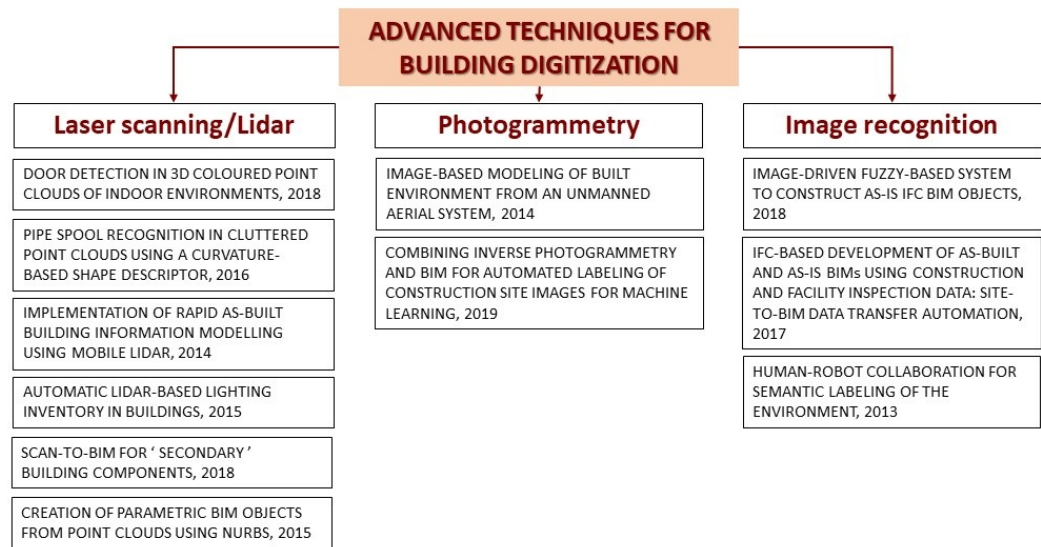 ADVANCED TECHNIQUES FOR
BUILDING DIGITIZATION
Laser scanning/Lidar
DOOR DETECTION IN 3D COLOURED POINT
CLOUDS OF INDOOR ENVIRONMENTS, 2018
PIPE SPOOL RECOGNITION IN CLUTTERED
POINT CLOUDS USING A CURVATURE-
BASED SHAPE DESCRIPTOR, 2016
IMPLEMENTATION OF RAPID AS-BUILT
BUILDING INFORMATION MODELLING
USING MOBILE LIDAR, 2014
AUTOMATIC LIDAR-BASED LIGHTING
INVENTORY IN BUILDINGS, 2015
SCAN-TO-BIM FOR ‘ SECONDARY ’
BUILDING COMPONENTS, 2018
CREATION OF PARAMETRIC BIM OBJECTS
FROM POINT CLOUDS USING NURBS, 2015
Photogrammetry
IMAGE-BASED MODELING OF BUILT
ENVIRONMENT FROM AN UNMANNED
AERIAL SYSTEM, 2014
COMBINING INVERSE PHOTOGRAMMETRY
AND BIM FOR AUTOMATED LABELING OF
CONSTRUCTION SITE IMAGES FOR MACHINE
LEARNING, 2019
Image recognition
IMAGE-DRIVEN FUZZY-BASED SYSTEM
TO CONSTRUCT AS-IS IFC BIM OBJECTS,
2018
IFC-BASED DEVELOPMENT OF AS-BUILT
AND AS-IS BIMs USING CONSTRUCTION
AND FACILITY INSPECTION DATA: SITE-
TO-BIM DATA TRANSFER AUTOMATION,
2017
HUMAN-ROBOT COLLABORATION FOR
SEMANTIC LABELING OF THE
ENVIRONMENT, 2013